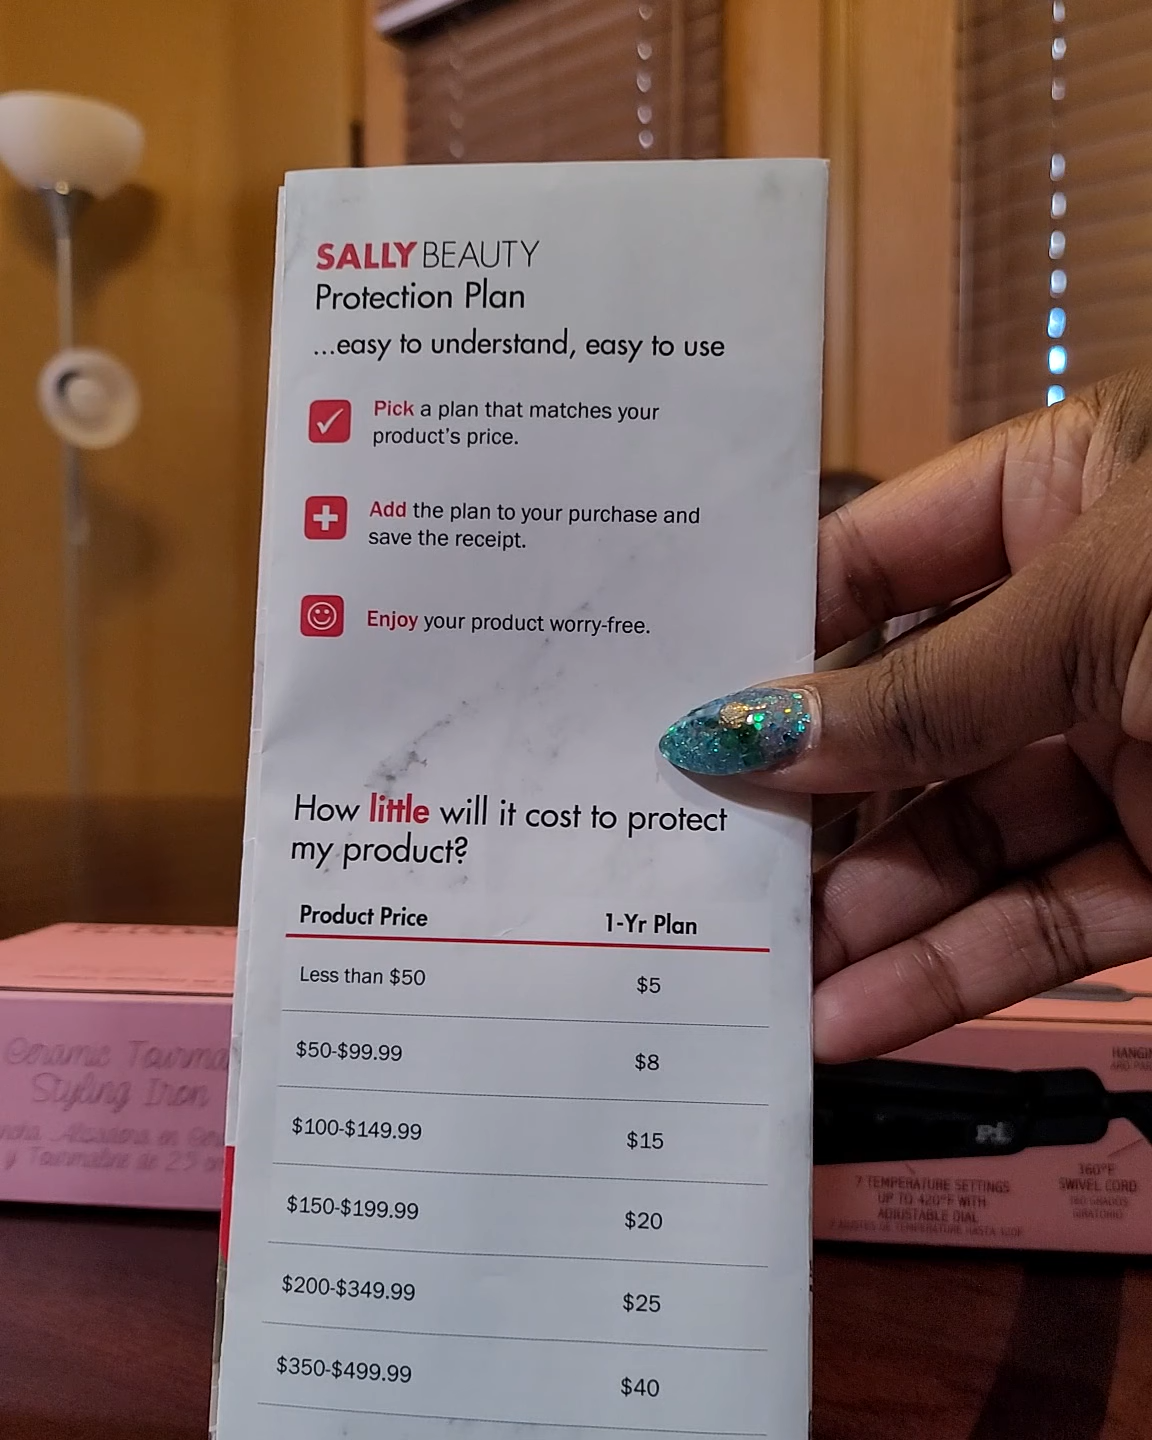 SALLY BEAUTY
Protection Plan
...easy to understand, easy to use
Pick a plan that matches your
product's price.
Add the plan to your purchase and
save the receipt.
Enjoy your product worry-free.
How little will it cost to protect
my product?
Product Price 1-Yr Plan
Less than $50 $5
$50-$99.99 $8
$100-$149.99 $15
$150-$199.99 $20
$200-$349.99 $25
$350-$499.99 $40
Ceramic
Styling Iron
7 TEMPERATURE SETTINGS
UP TO 420°F WITH
ADJUSTABLE DIAL
360°F
SWIVEL CORD